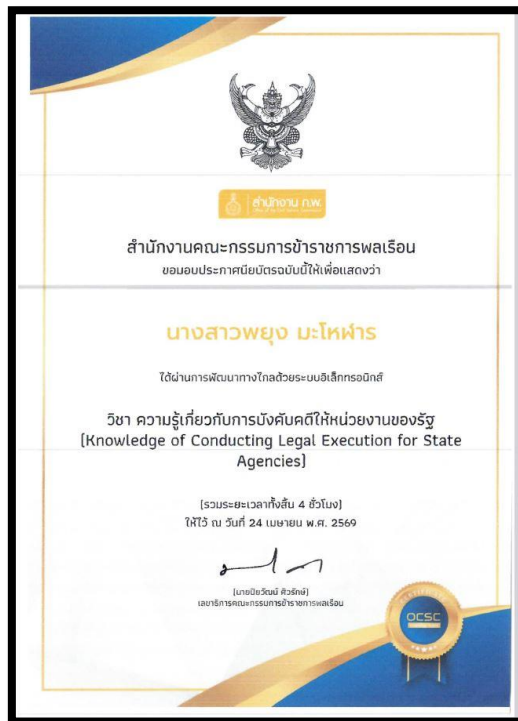 สำนักงาน ก.พ.
สำนักงานคณะกรรมการข้าราชการพลเรือน
ขอมอบประกาศนียบัตรฉบับนี้ให้เพื่อแสดงว่า
นางสาวพยุง มะโหฬาร
ได้ผ่านการพัฒนาทางไกลด้วยระบบอิเล็กทรอนิกส์
วิชา ความรู้เกี่ยวกับการบังคับคดีให้หน่วยงานของรัฐ
(Knowledge of Conducting Legal Execution for State
Agencies)
(รวมระยะเวลาทั้งสิ้น 4 ชั่วโมง)
ให้ไว้ ณ วันที่ 24 เมษายน พ.ศ. 2569
(นายปิยวัฒน์ ศิวรักษ์)
เลขาธิการคณะกรรมการข้าราชการพลเรือน
OCSC